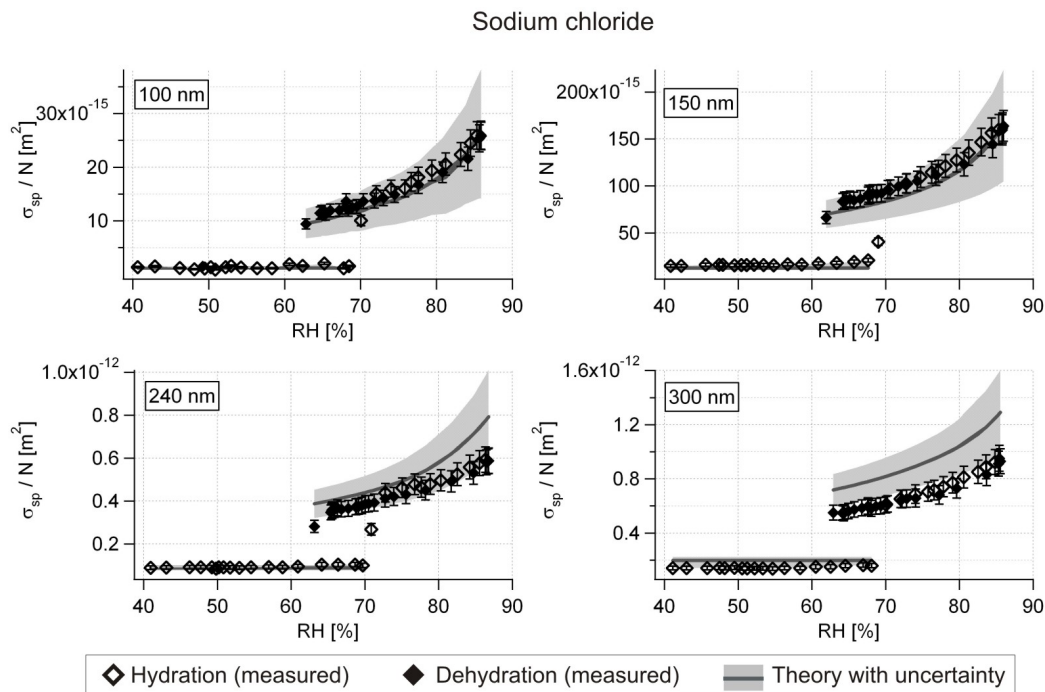 Sodium chloride
100 nm
30x10⁻¹⁵
20
10
σsp / N [m²]
40 50 60 70 80 90
RH [%]
150 nm
200x10⁻¹⁵
150
100
50
σsp / N [m²]
40 50 60 70 80 90
RH [%]
240 nm
1.0x10⁻¹²
0.8
0.6
0.4
0.2
σsp / N [m²]
40 50 60 70 80 90
RH [%]
300 nm
1.6x10⁻¹²
1.2
0.8
0.4
σsp / N [m²]
40 50 60 70 80 90
RH [%]
Hydration (measured) Dehydration (measured) Theory with uncertainty